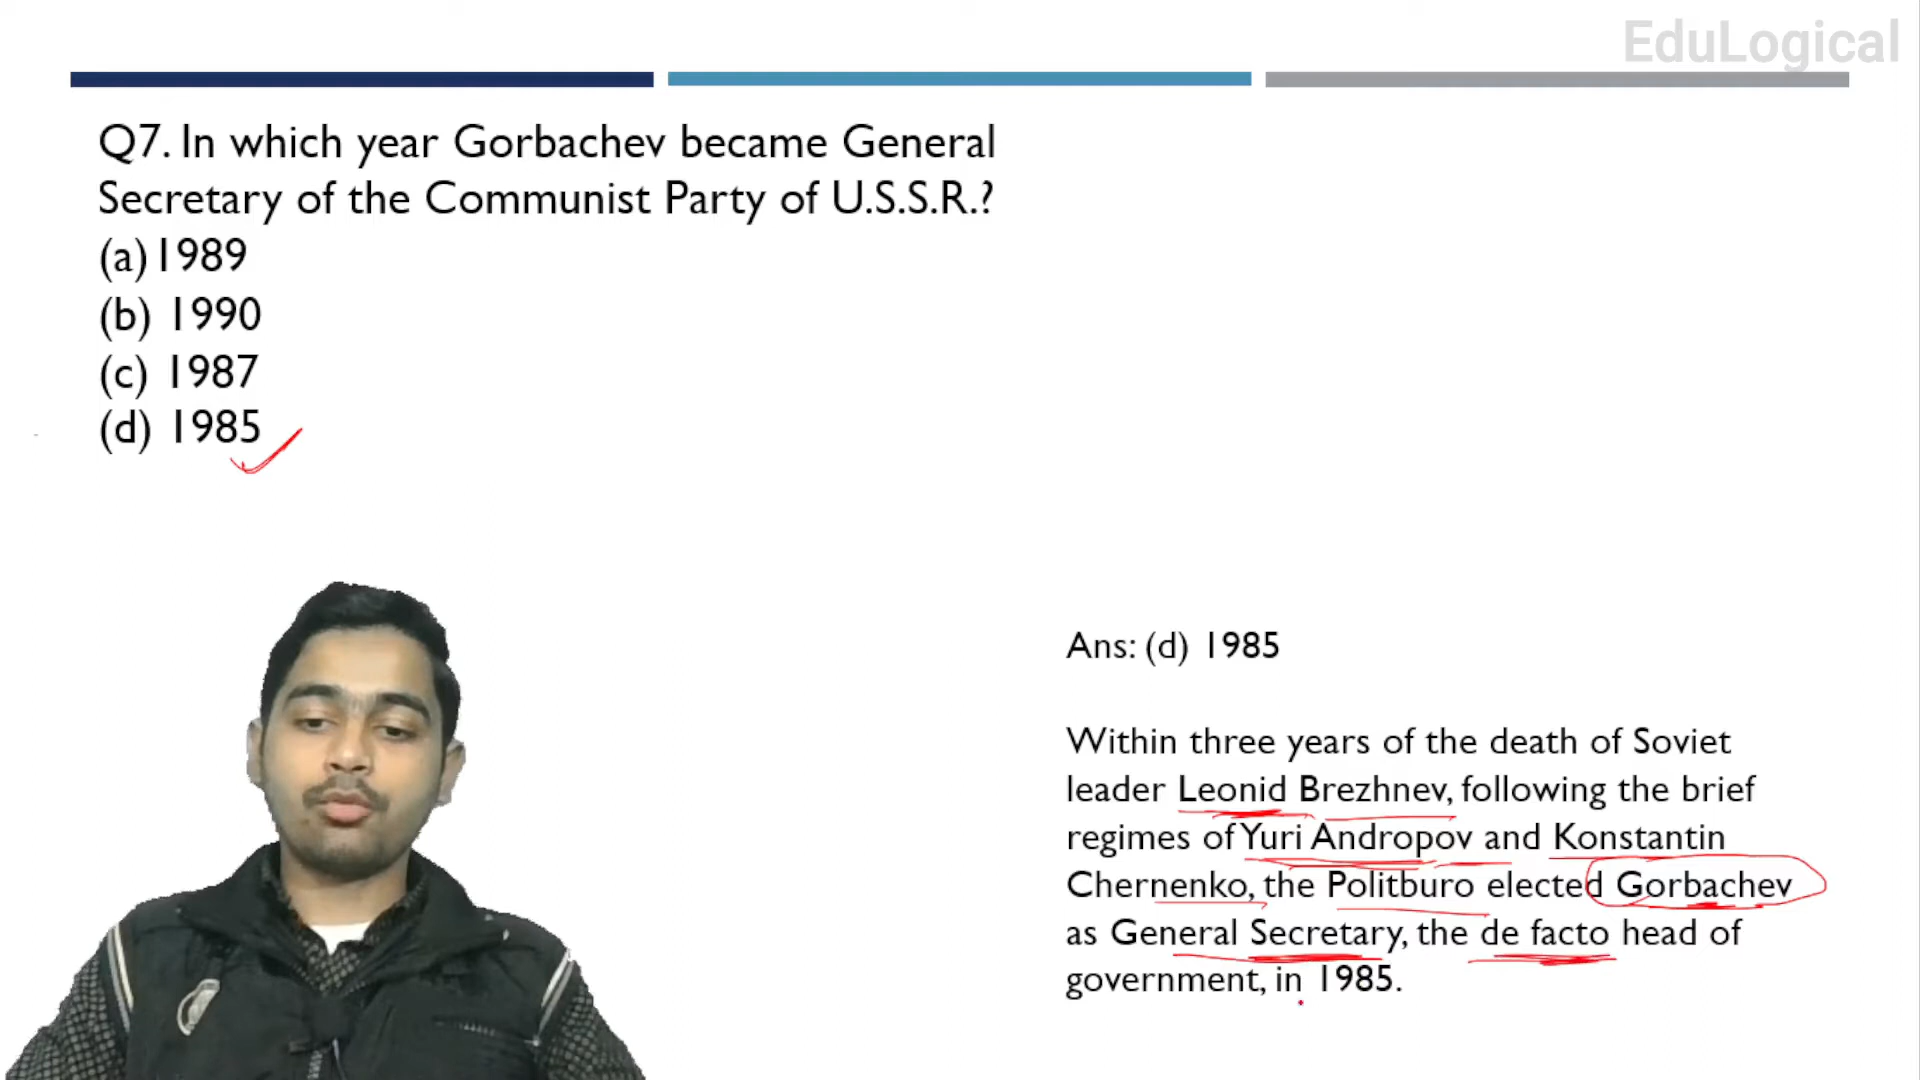 EduLogical
Q7. In which year Gorbachev became General
Secretary of the Communist Party of U.S.S.R.?
(a) 1989
(b) 1990
(c) 1987
(d) 1985
Ans: (d) 1985
Within three years of the death of Soviet
leader Leonid Brezhnev, following the brief
regimes of Yuri Andropov and Konstantin
Chernenko, the Politburo elected Gorbachev
as General Secretary, the de facto head of
government, in 1985.